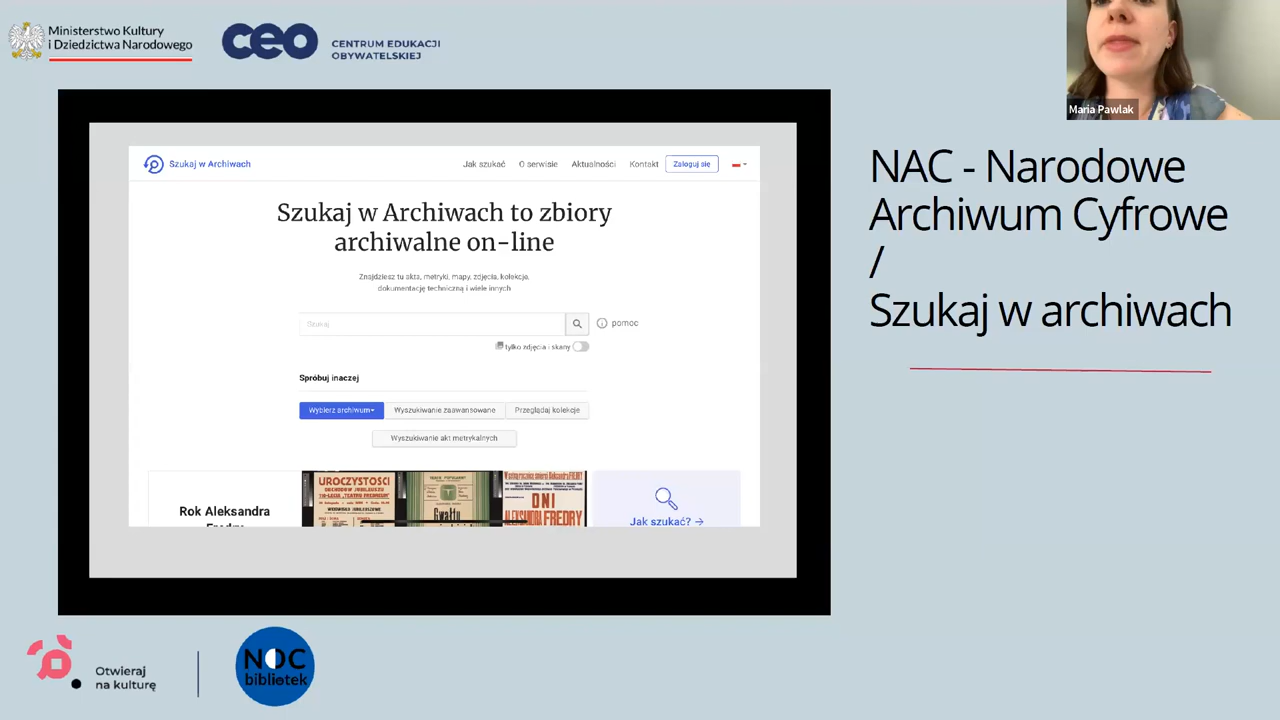 Ministerstwo Kultury
i Dziedzictwa Narodowego
ceo
CENTRUM EDUKACJI
OBYWATELSKIEJ
Maria Pawlak
NAC - Narodowe
Archiwum Cyfrowe
/
Szukaj w archiwach
Szukaj w Archiwach
Jak szukać
O serwisie
Aktualności
Kontakt
Zaloguj się
Szukaj w Archiwach to zbiory
archiwalne on-line
Znajdziesz tu akta, metryki, mapy, zdjęcia, kolekcje,
dokumentację techniczną i wiele innych
Szukaj
pomoc
tylko zdjęcia i skany
Spróbuj inaczej
Wybierz archiwum
Wyszukiwanie zaawansowane
Przeglądaj kolekcje
Wyszukiwanie akt metrykalnych
Rok Aleksandra
Fredry
UROCZYSTOŚCI
Gwałtu
DNI
ALEKSANDRA FREDRY
Jak szukać? →
Otwieraj
na kulturę
NOC
bibliotek